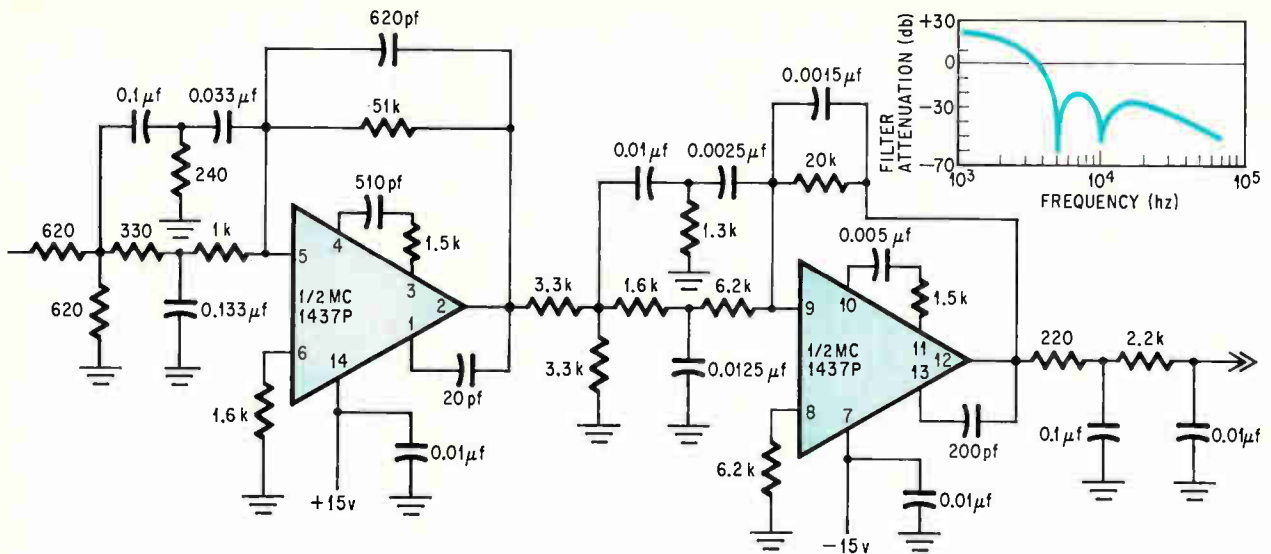 620pf
0.1µf
0.033µf
51k
240
510pf
620
330
1k
1.5k
5
4
3
1/2 MC
1437P
2
1
6
14
620
0.133µf
1.6k
20pf
0.01µf
+15v
0.0015µf
0.01µf
0.0025µf
20k
1.3k
0.005µf
3.3k
1.6k
6.2k
1.5k
9
10
11
1/2 MC
1437P
12
13
8
7
3.3k
0.0125µf
6.2k
200pf
0.01µf
-15v
220
2.2k
0.1µf
0.01µf
FILTER
ATTENUATION (db)
+30
0
-30
-70
10³
10⁴
10⁵
FREQUENCY (hz)